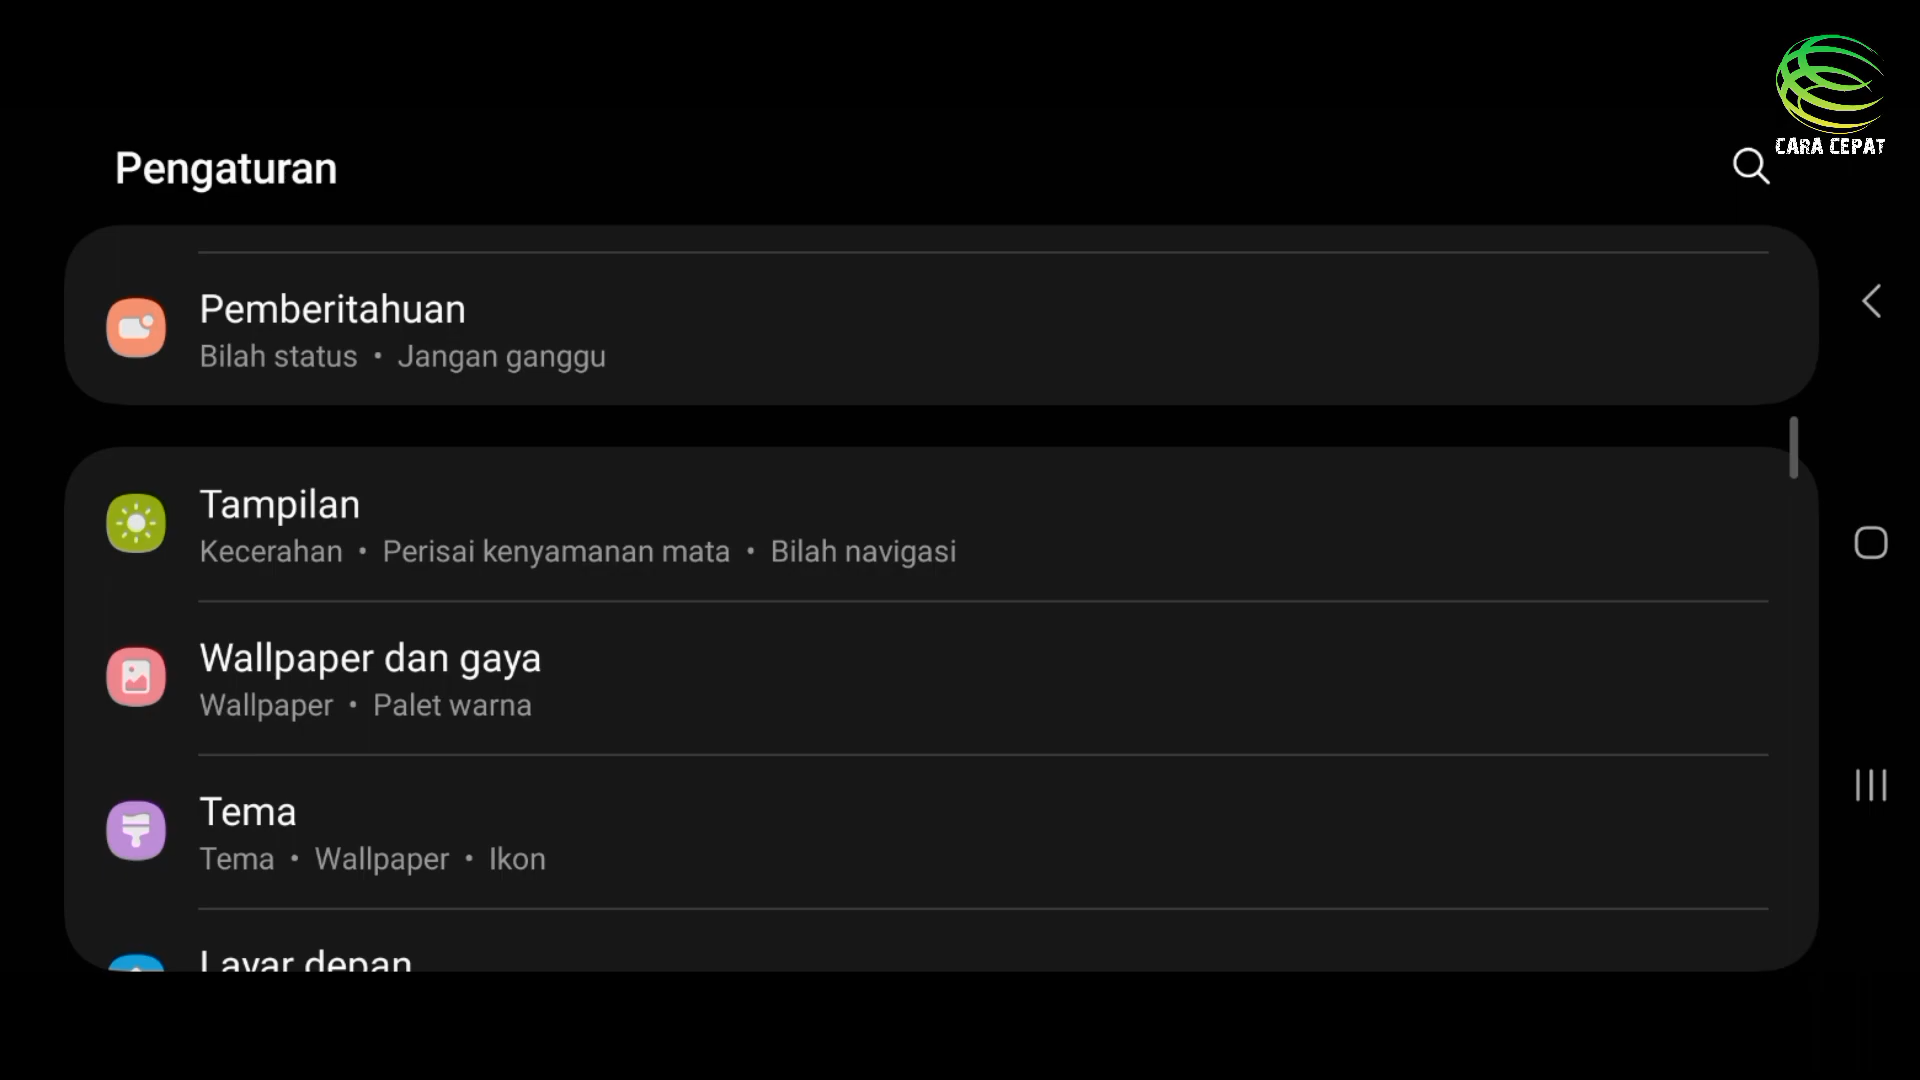 CARA CEPAT
Pengaturan
Pemberitahuan
Bilah status • Jangan ganggu
Tampilan
Kecerahan • Perisai kenyamanan mata • Bilah navigasi
Wallpaper dan gaya
Wallpaper • Palet warna
Tema
Tema • Wallpaper • Ikon
Layar depan